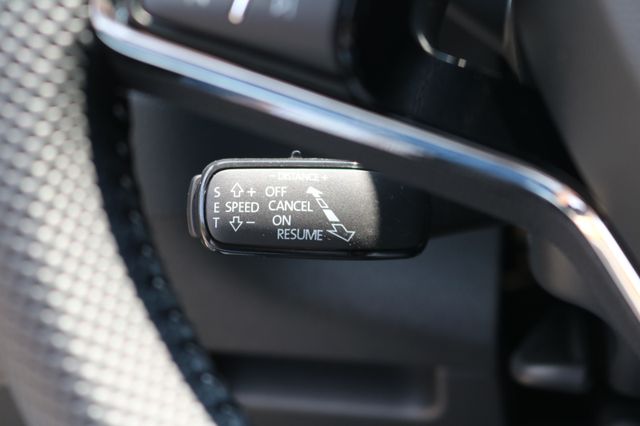 − DISTANCE +
S + OFF
E SPEED CANCEL
T − ON
RESUME